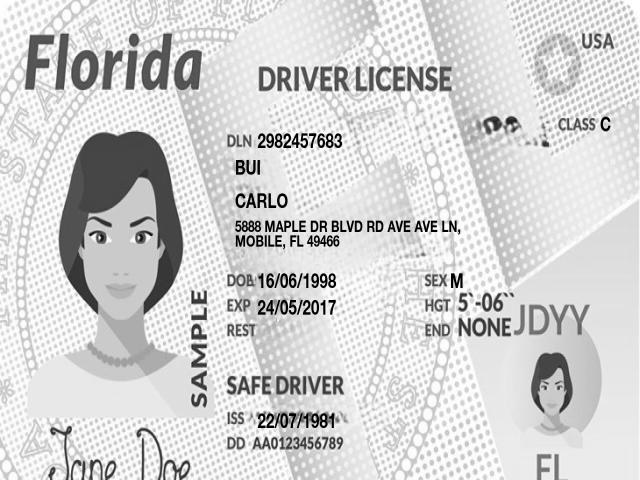 Florida
USA
DRIVER LICENSE
CLASS C
DLN 2982457683
BUI
CARLO
5888 MAPLE DR BLVD RD AVE AVE LN,
MOBILE, FL 49466
DOB 16/06/1998
SEX M
EXP 24/05/2017
HGT 5`-06``
REST
END NONE
JDYY
SAMPLE
SAFE DRIVER
ISS 22/07/1981
DD AA0123456789
Jane Doe
FL